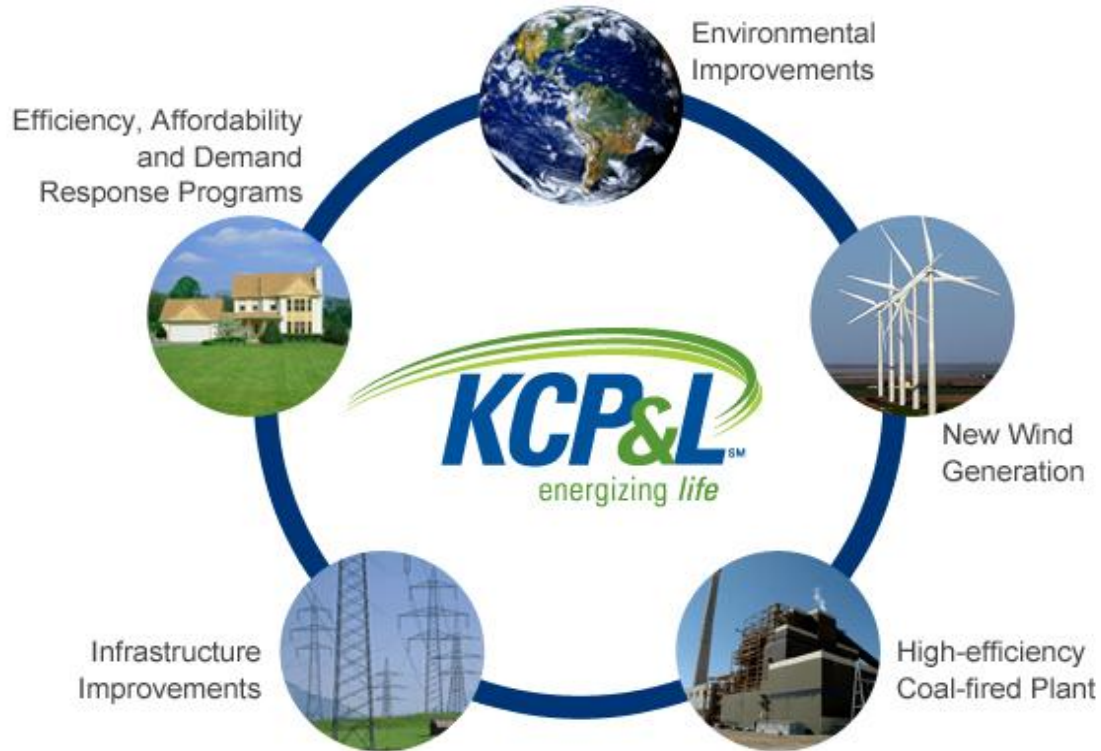 Environmental
Improvements
Efficiency, Affordability
and Demand
Response Programs
KCP&L SM
energizing life
New Wind
Generation
Infrastructure
Improvements
High-efficiency
Coal-fired Plant